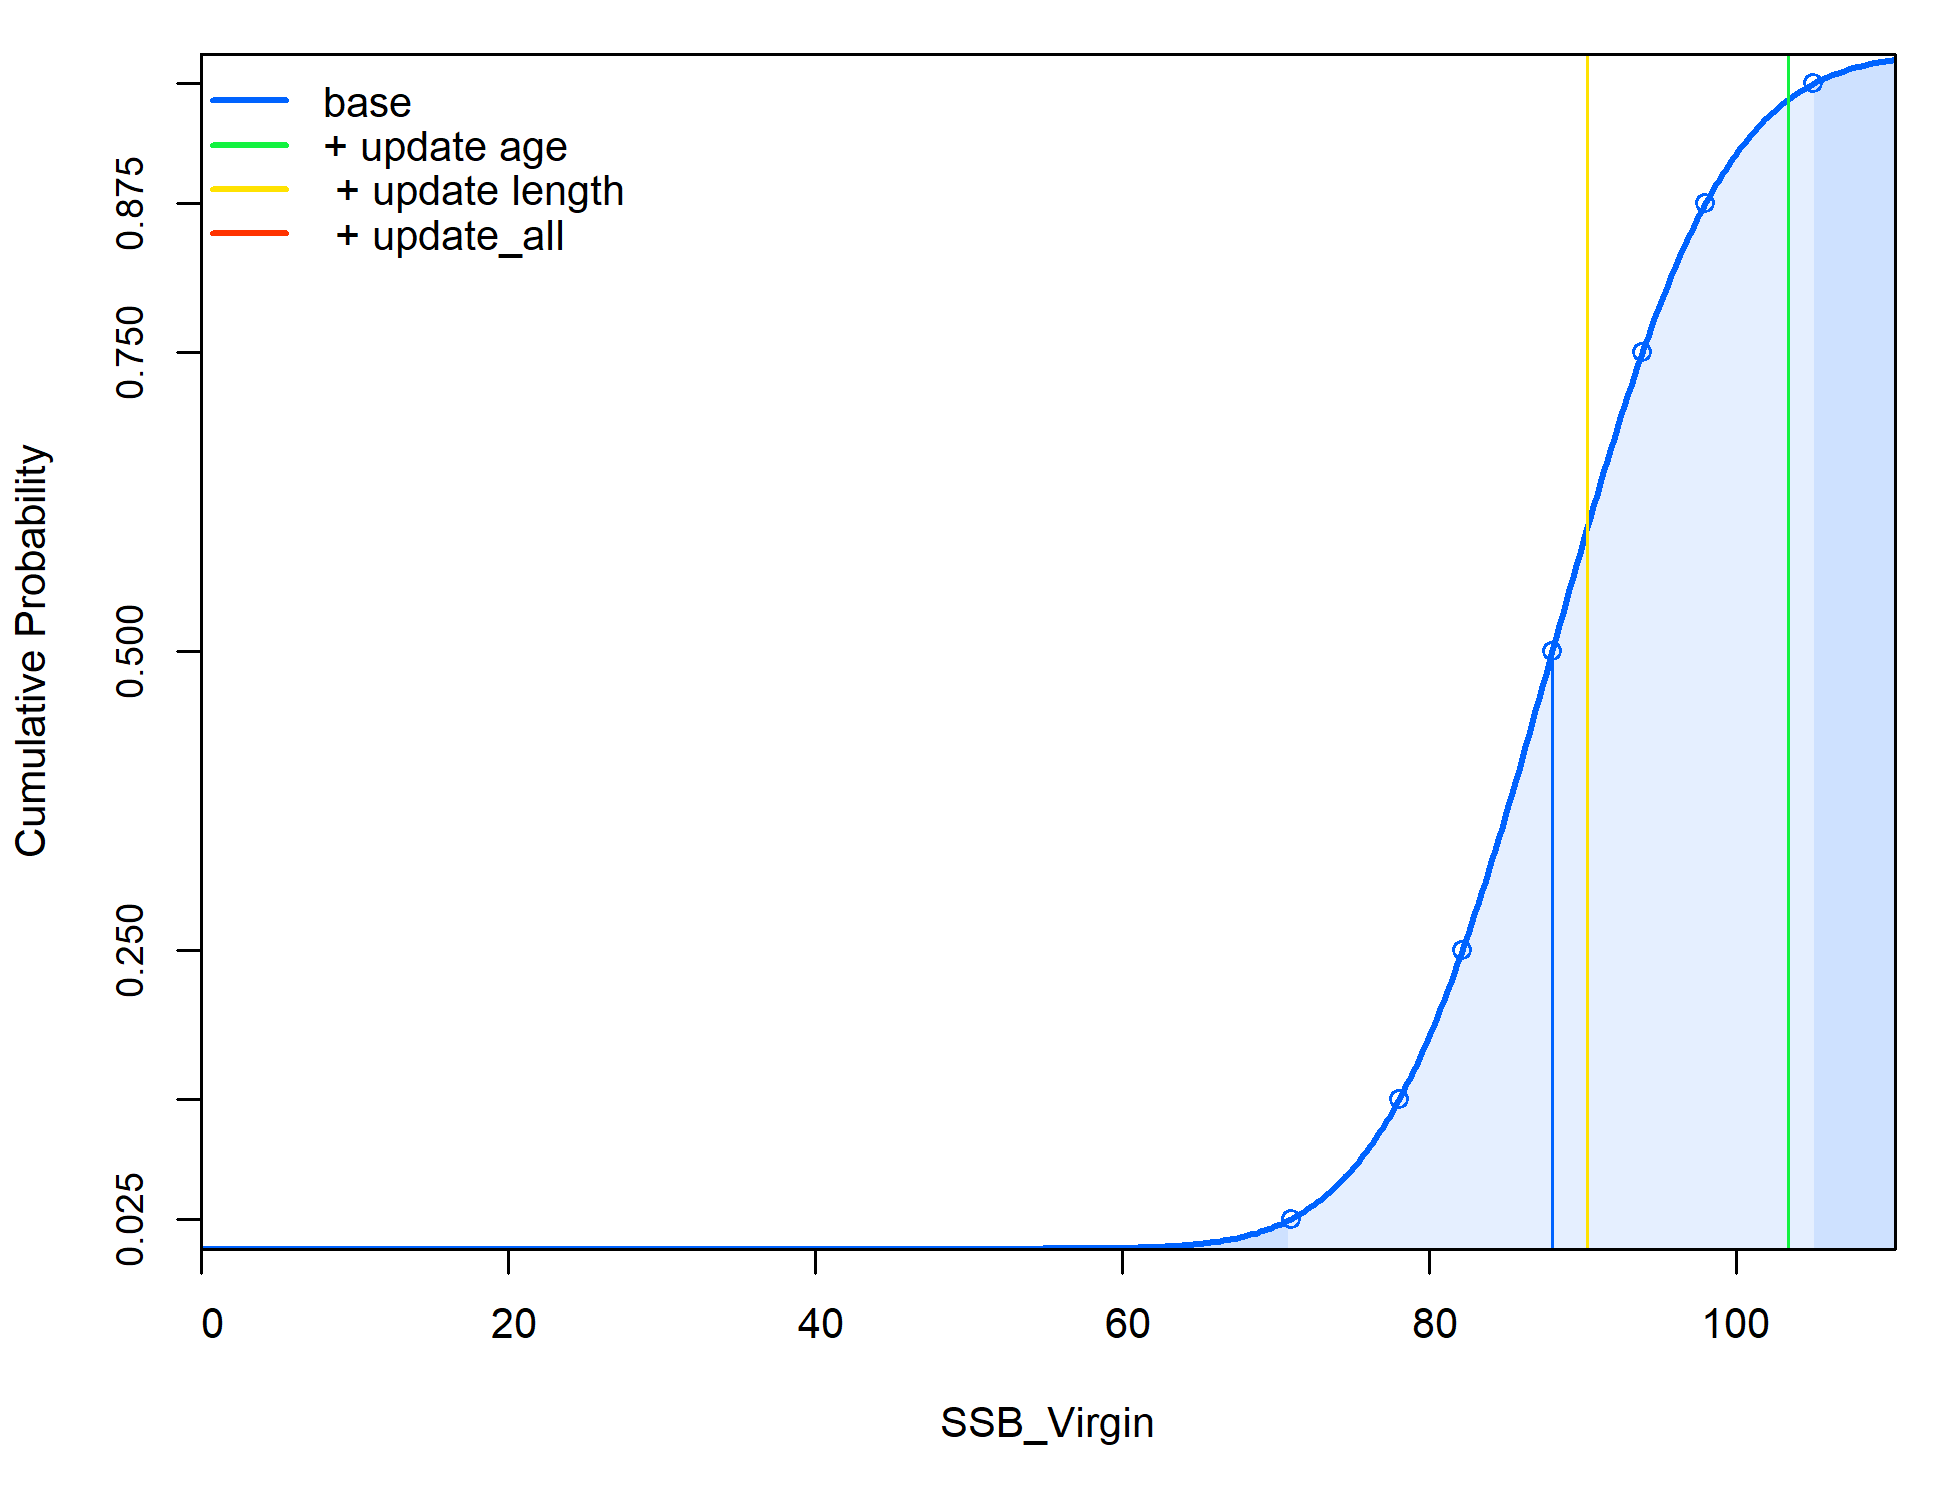 base
+ update age
+ update length
+ update_all
Cumulative Probability
0.875
0.750
0.500
0.250
0.025
0 20 40 60 80 100
SSB_Virgin